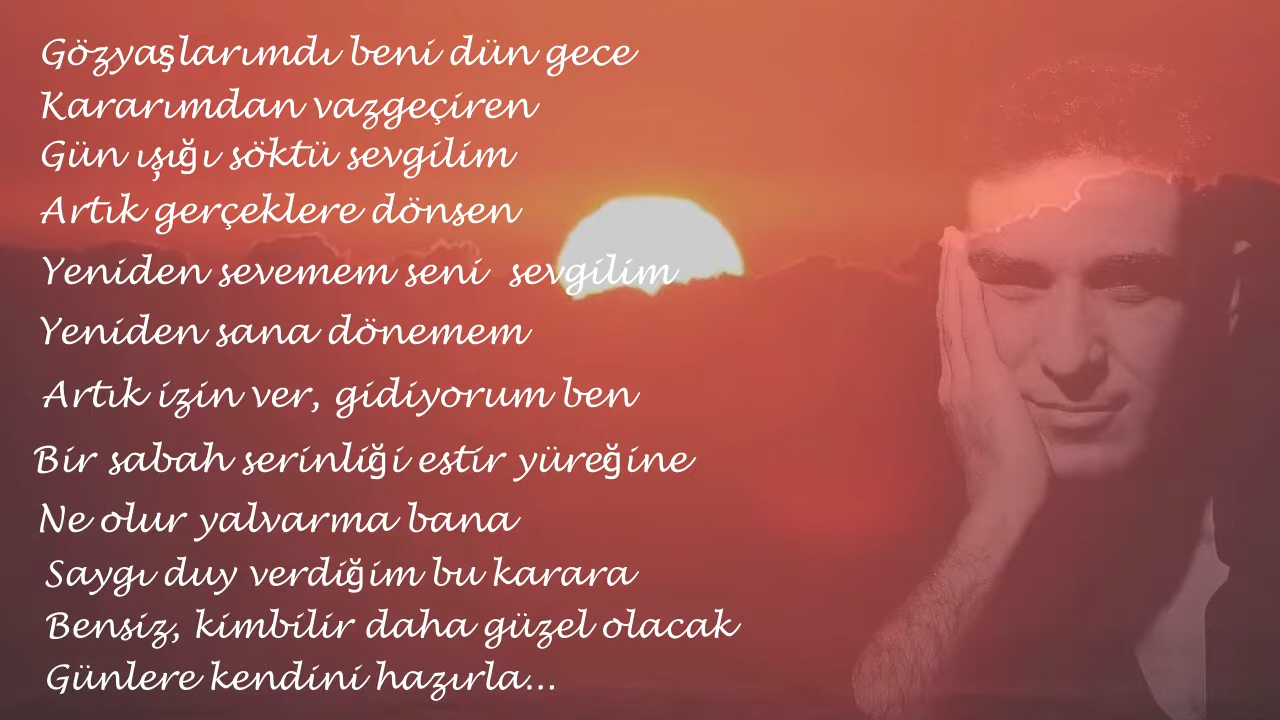 Gözyaşlarımdı beni dün gece
Kararımdan vazgeçiren
Gün ışığı söktü sevgilim
Artık gerçeklere dönsen
Yeniden sevemem seni sevgilim
Yeniden sana dönemem
Artık izin ver, gidiyorum ben
Bir sabah serinliği estir yüreğine
Ne olur yalvarma bana
Saygı duy verdiğim bu karara
Bensiz, kimbilir daha güzel olacak
Günlere kendini hazırla...